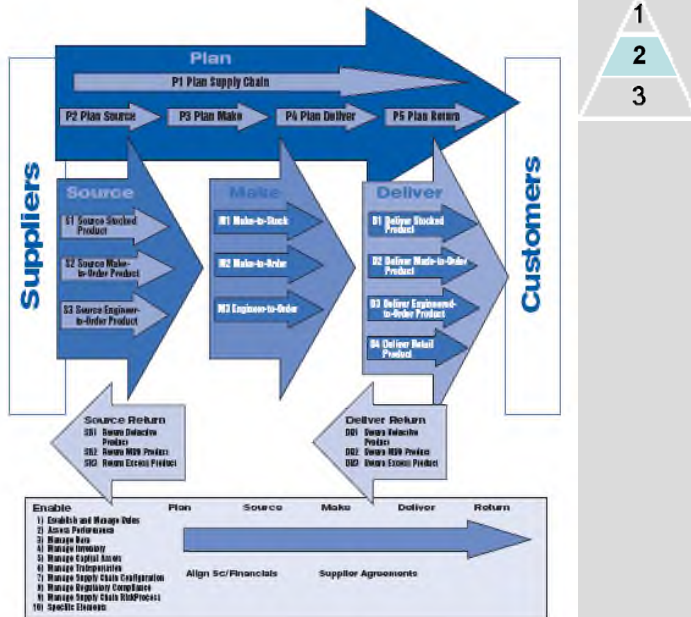 1
2
3
Plan
P1 Plan Supply Chain
P2 Plan Source
P3 Plan Make
P4 Plan Deliver
P5 Plan Return
Suppliers
Customers
Source
S1 Source Stocked
Product
S2 Source Make-
to-Order Product
S3 Source Engineer-
to-Order Product
Make
M1 Make-to-Stock
M2 Make-to-Order
M3 Engineer-to-Order
Deliver
D1 Deliver Stocked
Product
D2 Deliver Made-to-Order
Product
D3 Deliver Engineered-
to-Order Product
D4 Deliver Retail
Product
Source Return
SR1 Return Defective
Product
SR2 Return MRO Product
SR3 Return Excess Product
Deliver Return
DR1 Return Defective
Product
DR2 Return MRO Product
DR3 Return Excess Product
Enable
Plan Source Make Deliver Return
1) Establish and Manage Rules
2) Assess Performance
3) Manage Data
4) Manage Inventory
5) Manage Capital Assets
6) Manage Transportation
7) Manage Supply Chain Configuration
8) Manage Regulatory Compliance
9) Manage Supply Chain RiskProcess
10) Specific Elements
Align Sc/Financials
Supplier Agreements